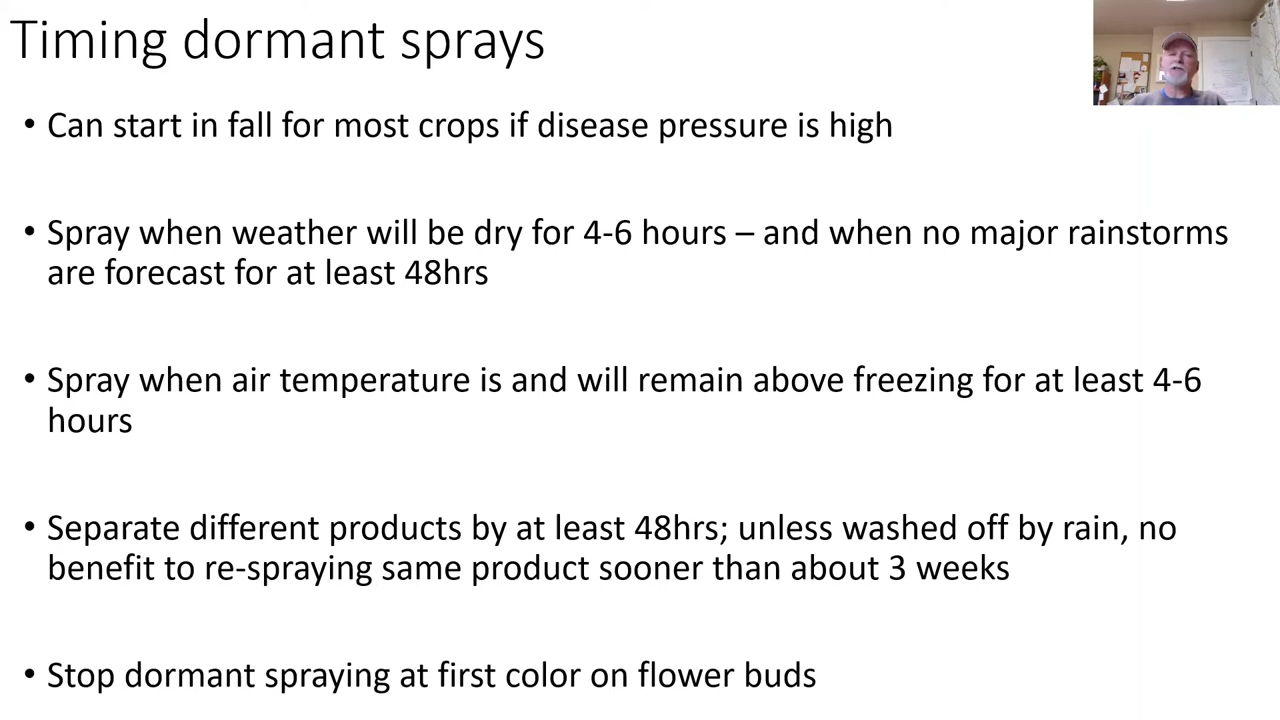 Timing dormant sprays
• Can start in fall for most crops if disease pressure is high
• Spray when weather will be dry for 4-6 hours – and when no major rainstorms
are forecast for at least 48hrs
• Spray when air temperature is and will remain above freezing for at least 4-6
hours
• Separate different products by at least 48hrs; unless washed off by rain, no
benefit to re-spraying same product sooner than about 3 weeks
• Stop dormant spraying at first color on flower buds